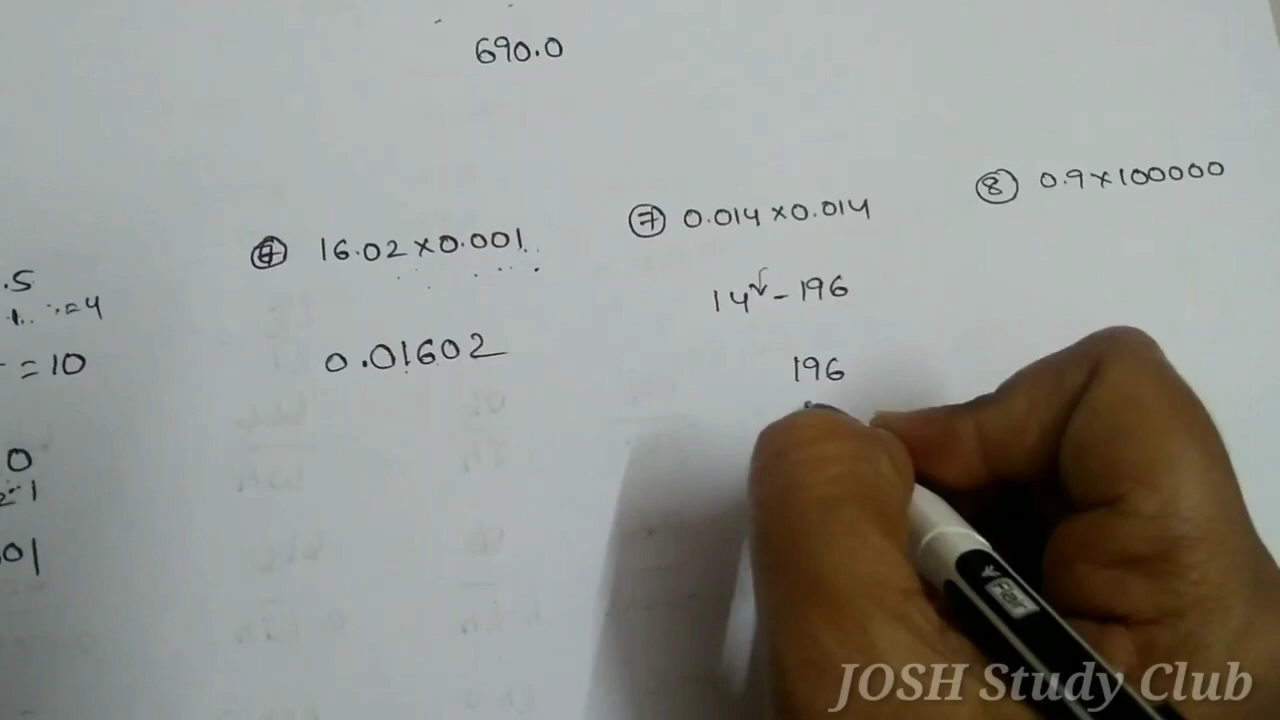 690.0
.5
= 4
= 10
0
01
④ 16.02 × 0.001
0.01602
⑦ 0.014 × 0.014
14² - 196
196
⑧ 0.9 × 100000
Flair
JOSH Study Club